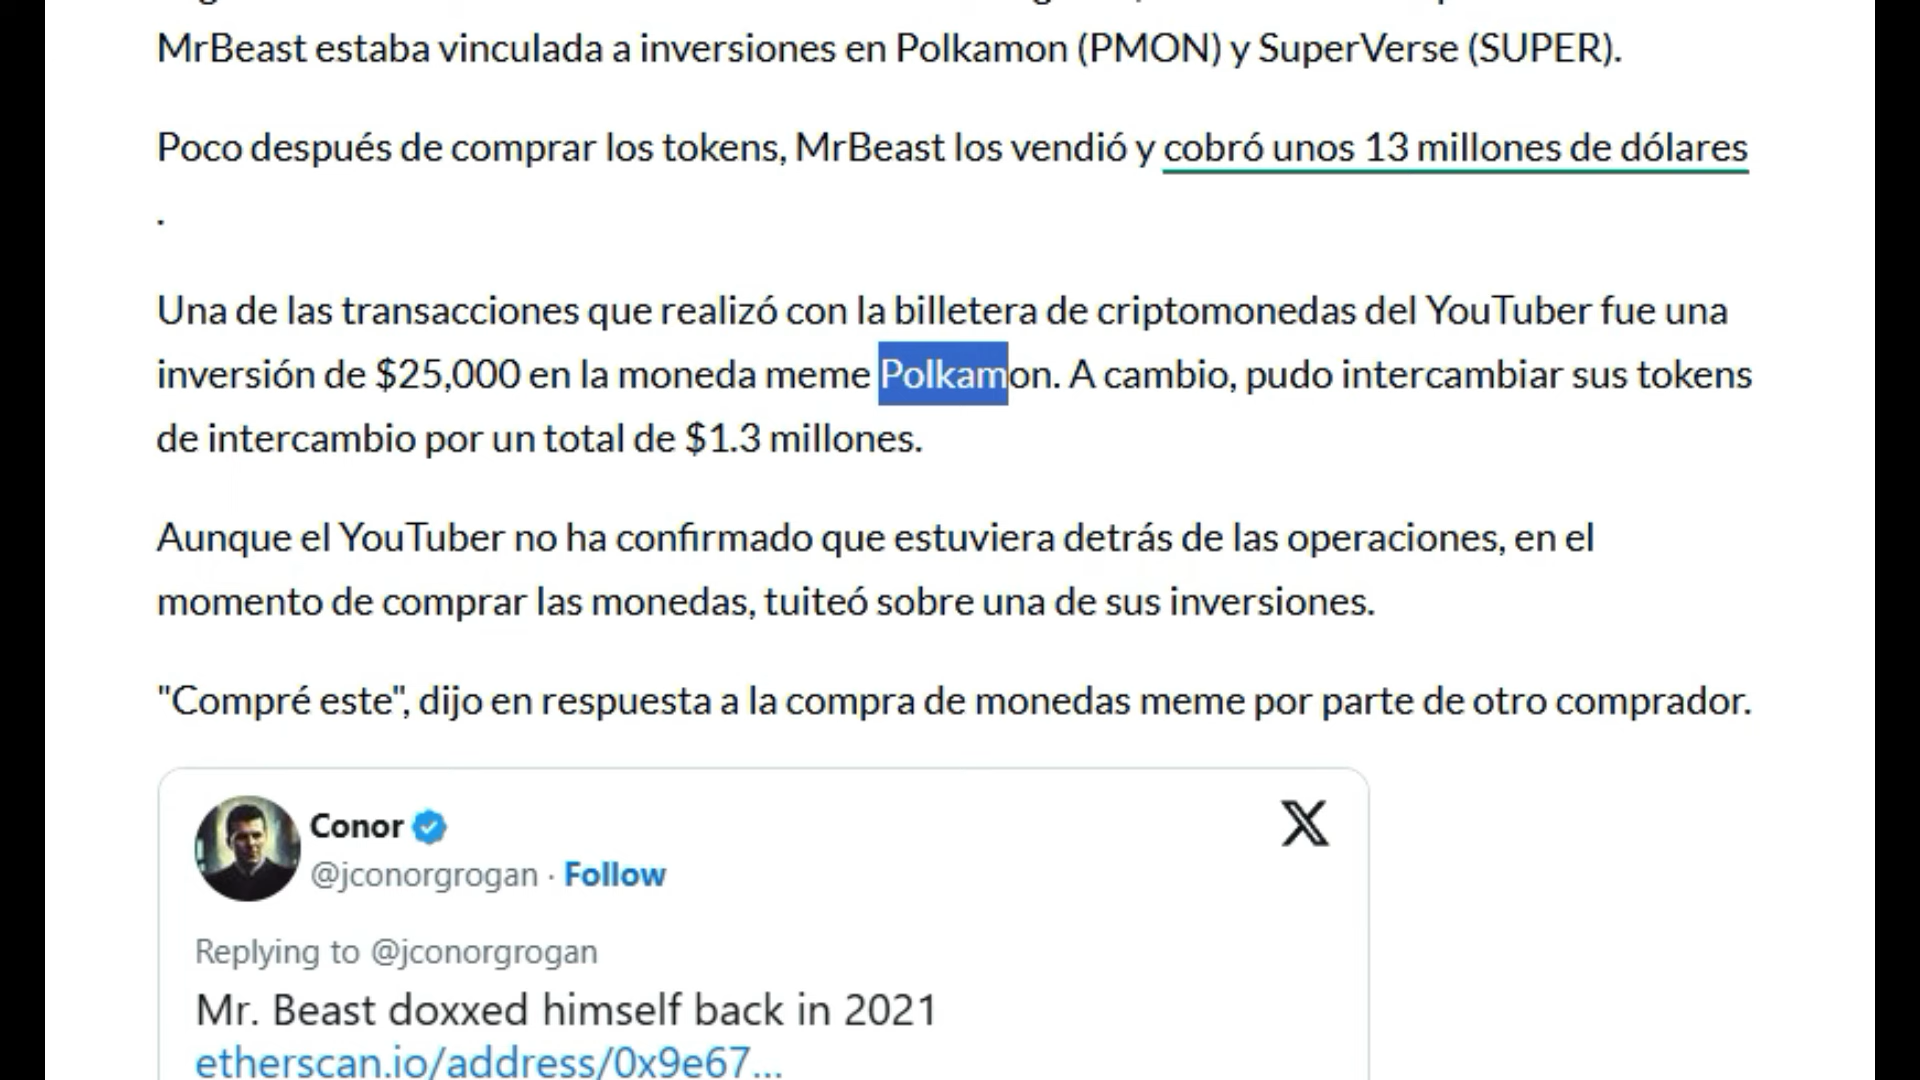 MrBeast estaba vinculada a inversiones en Polkamon (PMON) y SuperVerse (SUPER).
Poco después de comprar los tokens, MrBeast los vendió y cobró unos 13 millones de dólares
.
Una de las transacciones que realizó con la billetera de criptomonedas del YouTuber fue una
inversión de $25,000 en la moneda meme Polkamon. A cambio, pudo intercambiar sus tokens
de intercambio por un total de $1.3 millones.
Aunque el YouTuber no ha confirmado que estuviera detrás de las operaciones, en el
momento de comprar las monedas, tuiteó sobre una de sus inversiones.
"Compré este", dijo en respuesta a la compra de monedas meme por parte de otro comprador.
Conor
@jconorgrogan · Follow
Replying to @jconorgrogan
Mr. Beast doxxed himself back in 2021
etherscan.io/address/0x9e67...